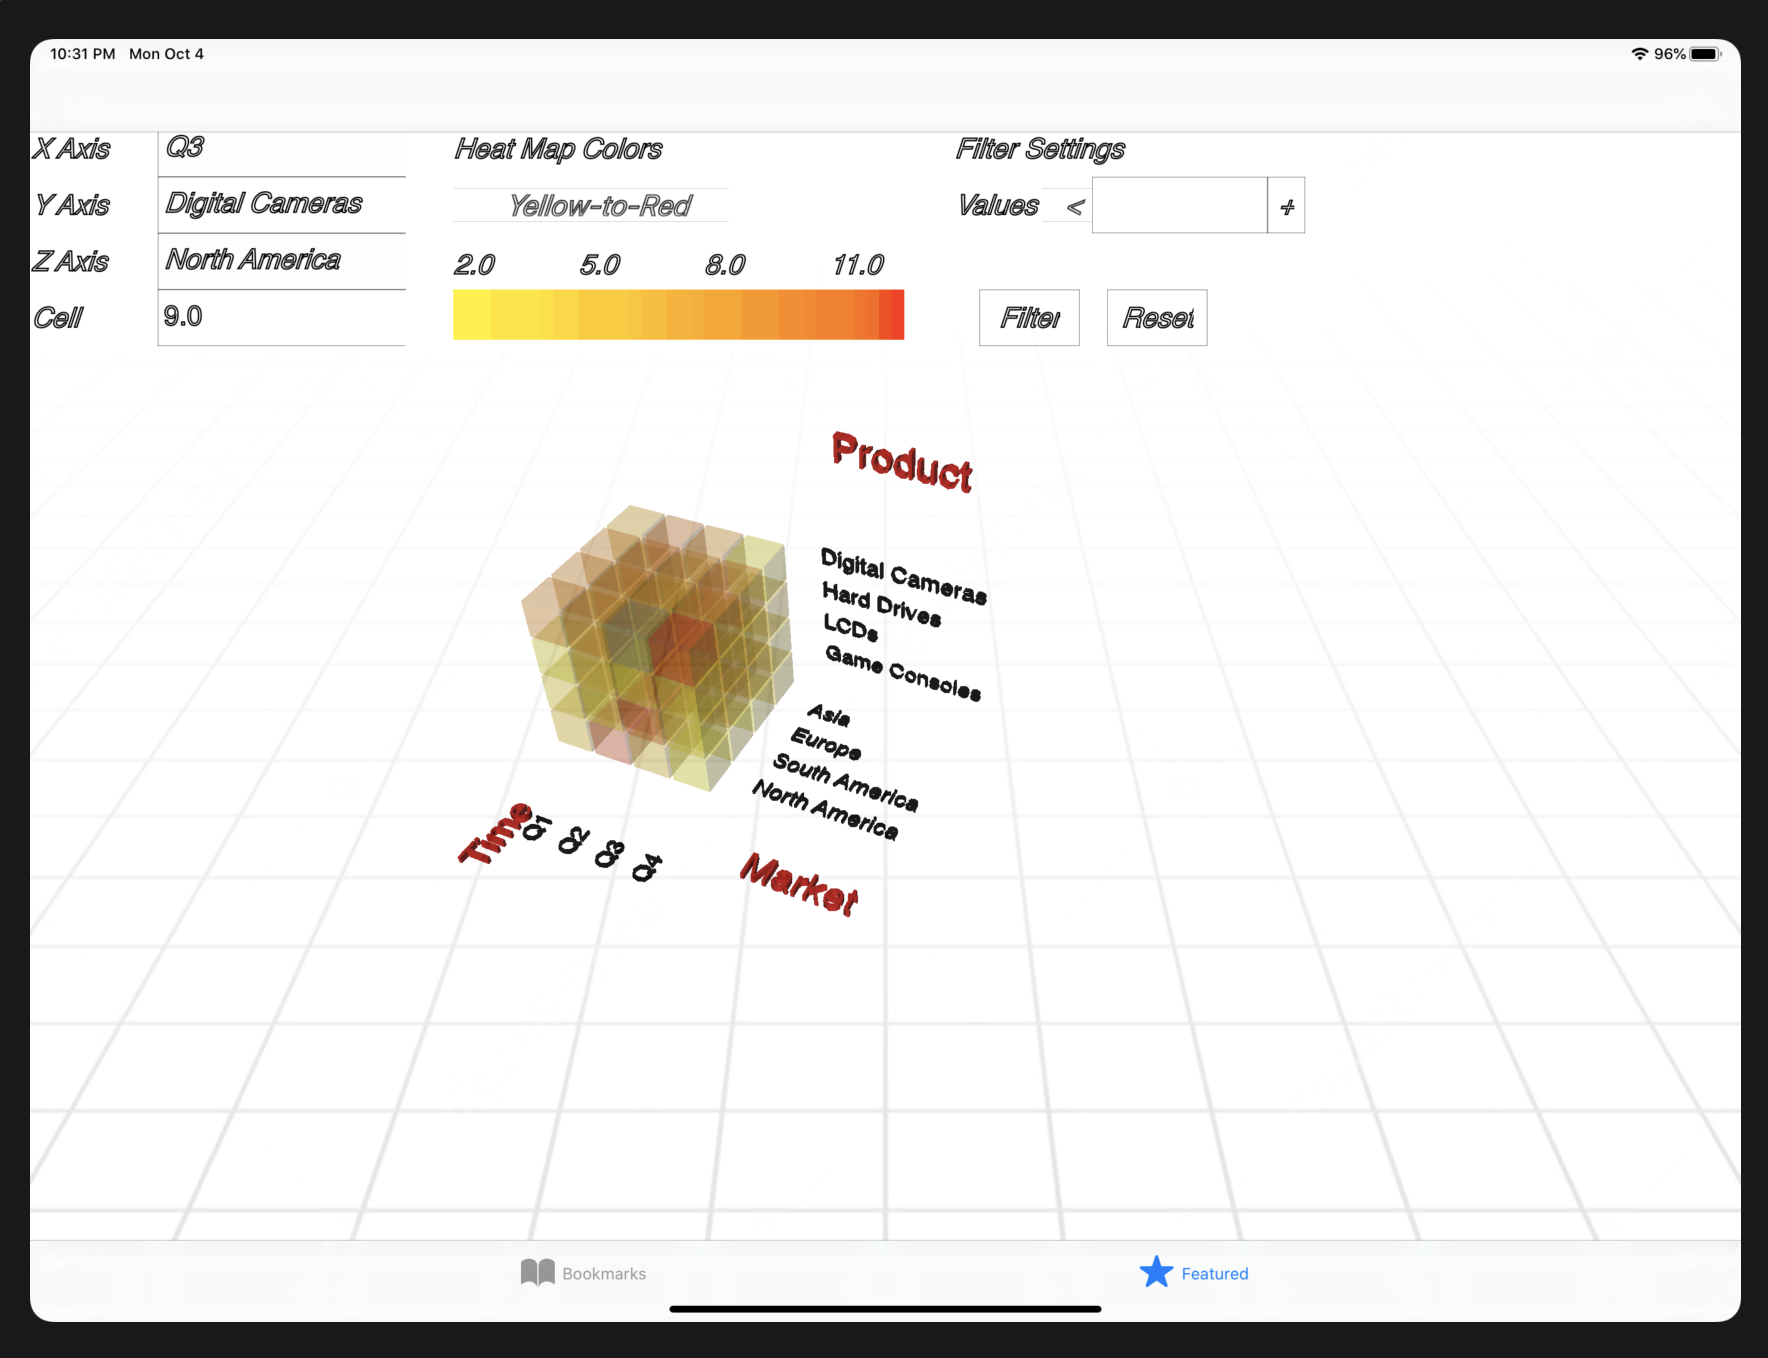 10:31 PM Mon Oct 4 96%
X Axis Q3 Heat Map Colors Filter Settings
Y Axis Digital Cameras Yellow-to-Red Values < +
Z Axis North America 2.0 5.0 8.0 11.0
Cell 9.0 Filter Reset
Product
Digital Cameras
Hard Drives
LCDs
Game Consoles
Asia
Europe
South America
North America
Time
Q1
Q2
Q3
Q4
Market
Bookmarks Featured